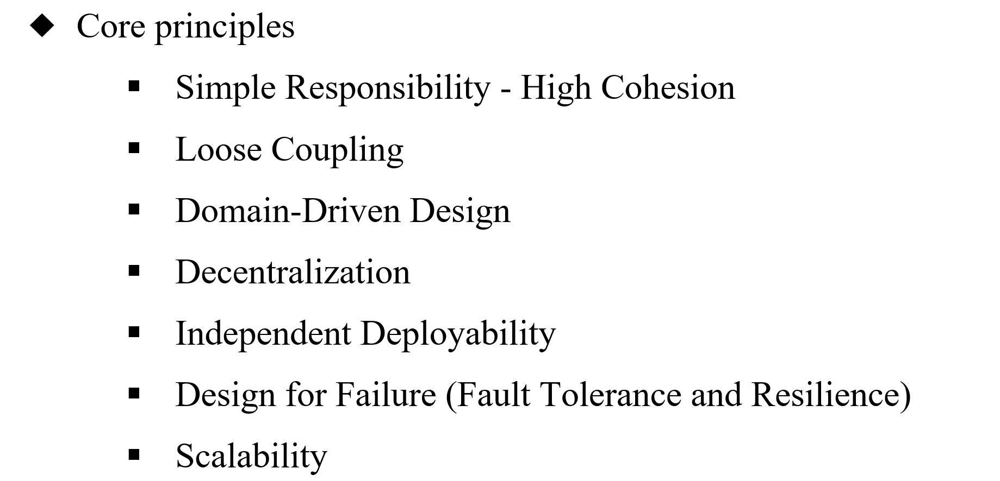 ◆ Core principles
▪ Simple Responsibility - High Cohesion
▪ Loose Coupling
▪ Domain-Driven Design
▪ Decentralization
▪ Independent Deployability
▪ Design for Failure (Fault Tolerance and Resilience)
▪ Scalability